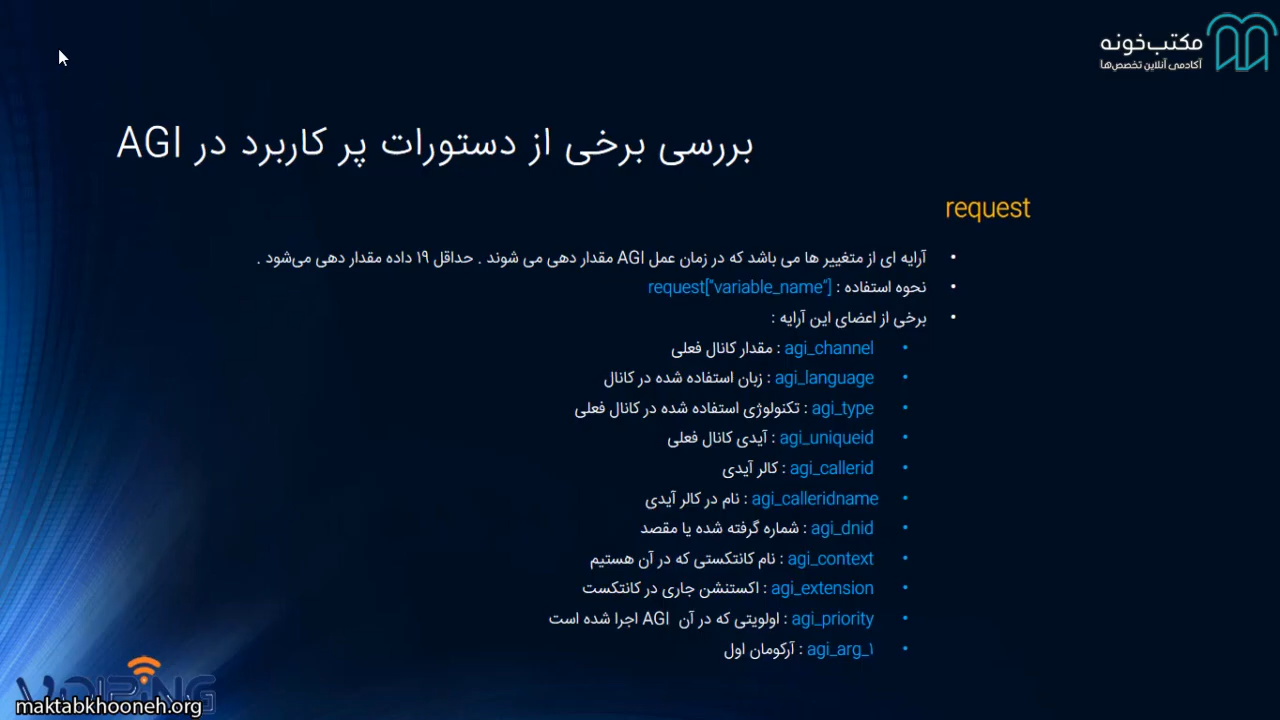 مکتب‌خونه
آکادمی آنلاین تخصص‌ها
بررسی برخی از دستورات پر کاربرد در AGI
request
• آرایه ای از متغییر ها می باشد که در زمان عمل AGI مقدار دهی می شوند . حداقل ۱۹ داده مقدار دهی می‌شود .
• نحوه استفاده : request["variable_name"]
• برخی از اعضای این آرایه :
• agi_channel : مقدار کانال فعلی
• agi_language : زبان استفاده شده در کانال
• agi_type : تکنولوژی استفاده شده در کانال فعلی
• agi_uniqueid : آیدی کانال فعلی
• agi_callerid : کالر آیدی
• agi_calleridname : نام در کالر آیدی
• agi_dnid : شماره گرفته شده یا مقصد
• agi_context : نام کانتکستی که در آن هستیم
• agi_extension : اکستنشن جاری در کانتکست
• agi_priority : اولویتی که در آن AGI اجرا شده است
• agi_arg_۱ : آرکومان اول
VOIPING
maktabkhooneh.org